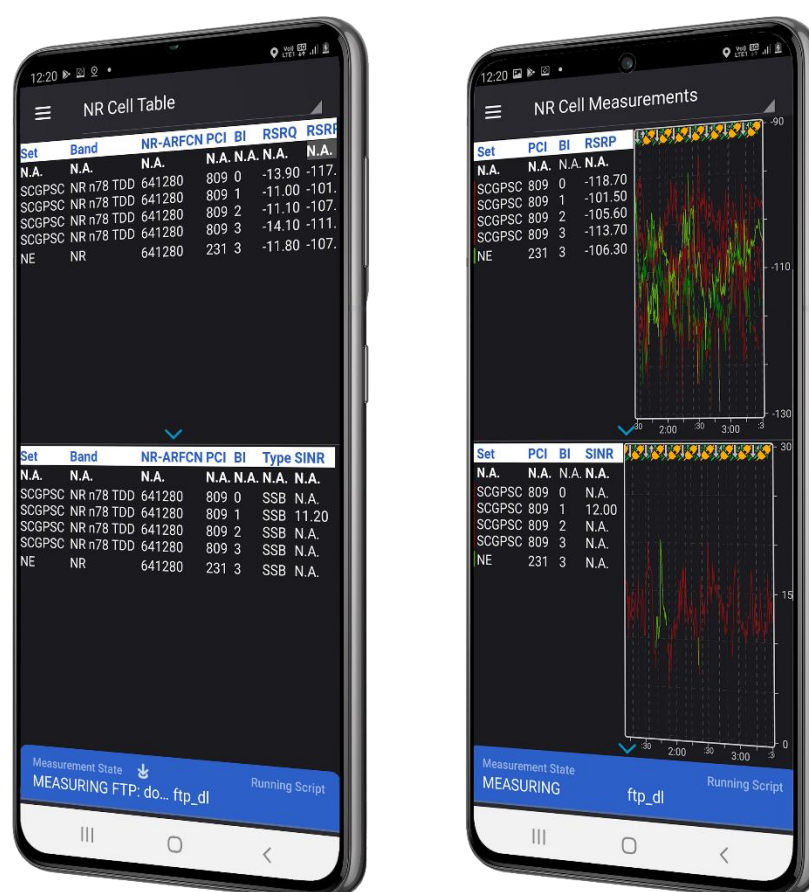 12:20
NR Cell Table
Set Band NR-ARFCN PCI BI RSRQ RSRP
N.A. N.A. N.A. N.A. N.A. N.A. N.A.
SCGPSC NR n78 TDD 641280 809 0 -13.90 -117.
SCGPSC NR n78 TDD 641280 809 1 -11.00 -101.
SCGPSC NR n78 TDD 641280 809 2 -11.10 -107.
SCGPSC NR n78 TDD 641280 809 3 -14.10 -111.
NE NR 641280 231 3 -11.80 -107.
Set Band NR-ARFCN PCI BI Type SINR
N.A. N.A. N.A. N.A. N.A. N.A. N.A.
SCGPSC NR n78 TDD 641280 809 0 SSB N.A.
SCGPSC NR n78 TDD 641280 809 1 SSB 11.20
SCGPSC NR n78 TDD 641280 809 2 SSB N.A.
SCGPSC NR n78 TDD 641280 809 3 SSB N.A.
NE NR 641280 231 3 SSB N.A.
Measurement State Running Script
MEASURING FTP: do... ftp_dl
12:20
NR Cell Measurements
Set PCI BI RSRP
N.A. N.A. N.A. N.A.
SCGPSC 809 0 -118.70
SCGPSC 809 1 -101.50
SCGPSC 809 2 -105.60
SCGPSC 809 3 -113.70
NE 231 3 -106.30
-90
-110
-130
:30 2:00 :30 3:00 :3
Set PCI BI SINR
N.A. N.A. N.A. N.A.
SCGPSC 809 0 N.A.
SCGPSC 809 1 12.00
SCGPSC 809 2 N.A.
SCGPSC 809 3 N.A.
NE 231 3 N.A.
30
15
0
:30 2:00 :30 3:00 :3
Measurement State Running Script
MEASURING ftp_dl